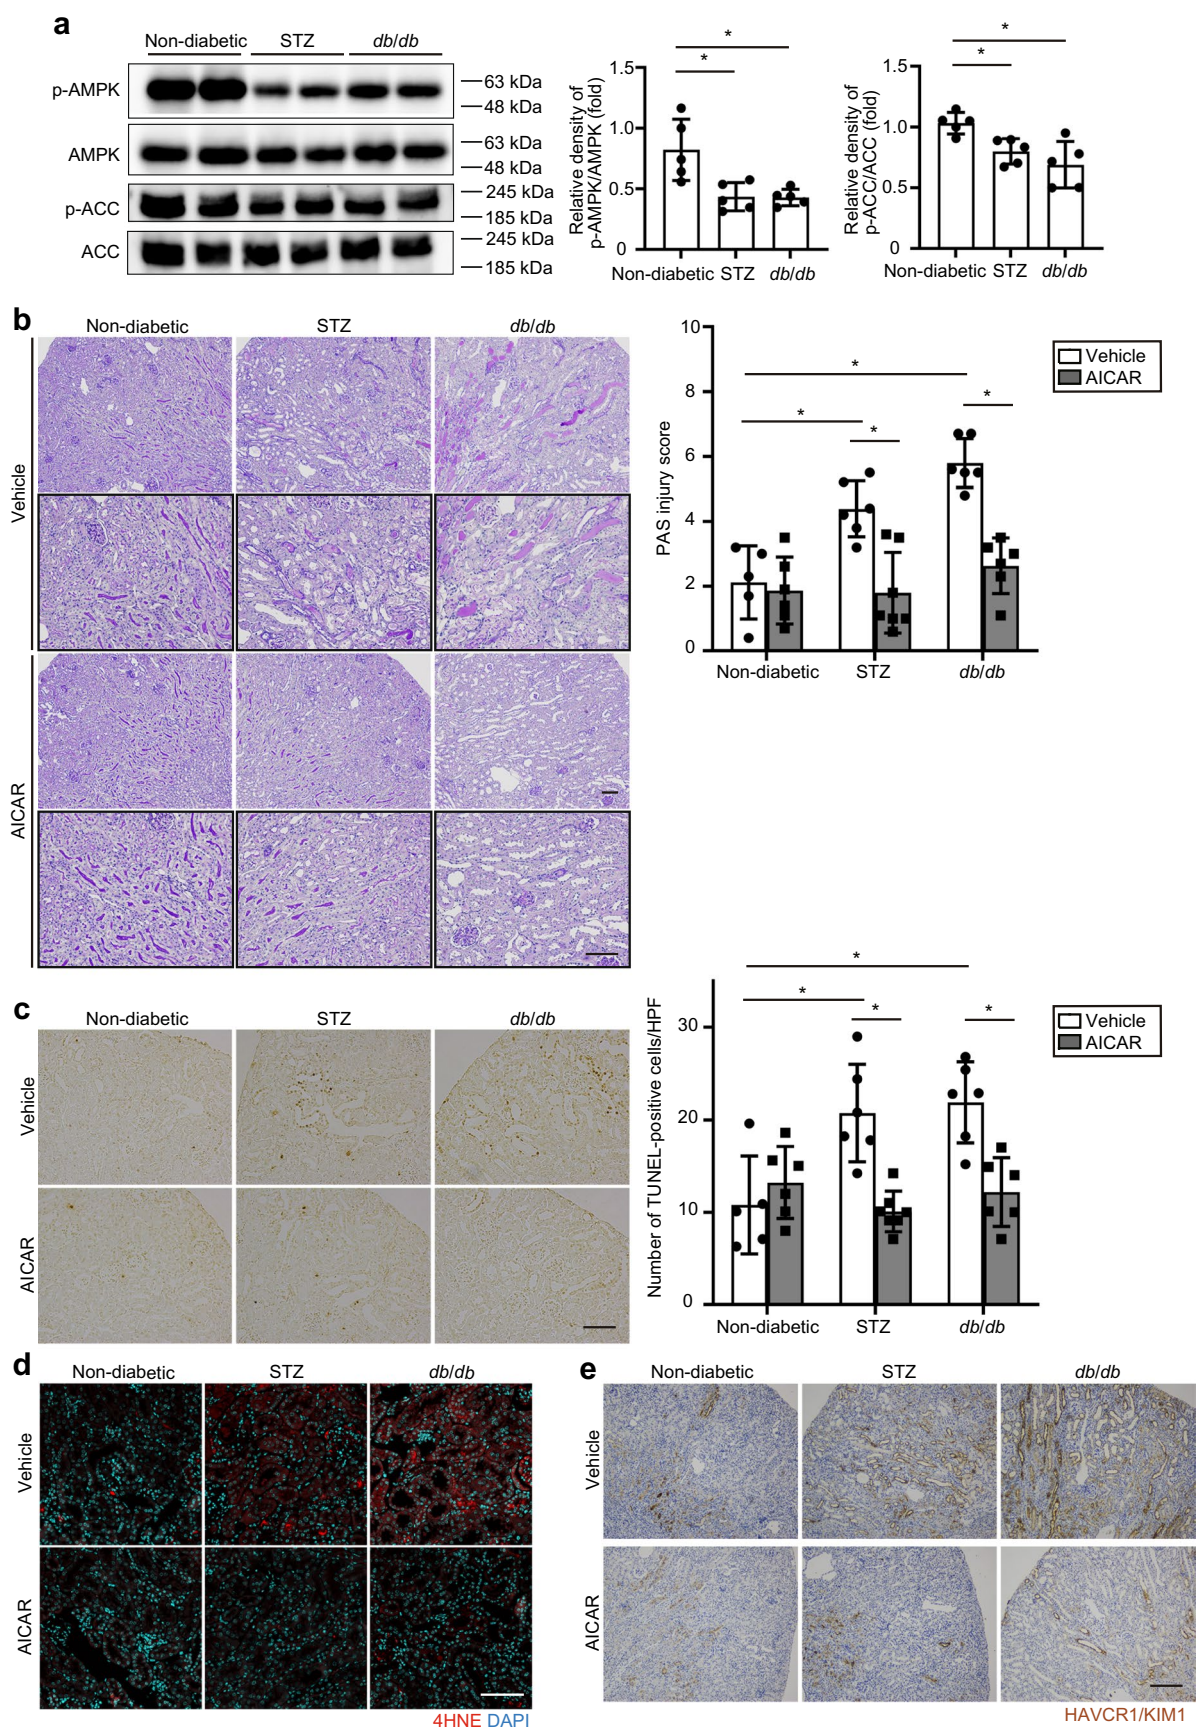 a
Non-diabetic STZ db/db
p-AMPK
63 kDa
48 kDa
AMPK
63 kDa
48 kDa
p-ACC
245 kDa
185 kDa
ACC
245 kDa
185 kDa
Relative density of
p-AMPK/AMPK (fold)
1.5
1.0
0.5
0
* *
Non-diabetic STZ db/db
Relative density of
p-ACC/ACC (fold)
1.5
1.0
0.5
0
* *
Non-diabetic STZ db/db
b
Non-diabetic STZ db/db
Vehicle
AICAR
PAS injury score
10
8
6
4
2
0
* * * *
Non-diabetic STZ db/db
Vehicle
AICAR
c
Non-diabetic STZ db/db
Vehicle
AICAR
Number of TUNEL-positive cells/HPF
30
20
10
0
* * * *
Non-diabetic STZ db/db
Vehicle
AICAR
d
Non-diabetic STZ db/db
Vehicle
AICAR
4HNE DAPI
e
Non-diabetic STZ db/db
Vehicle
AICAR
HAVCR1/KIM1